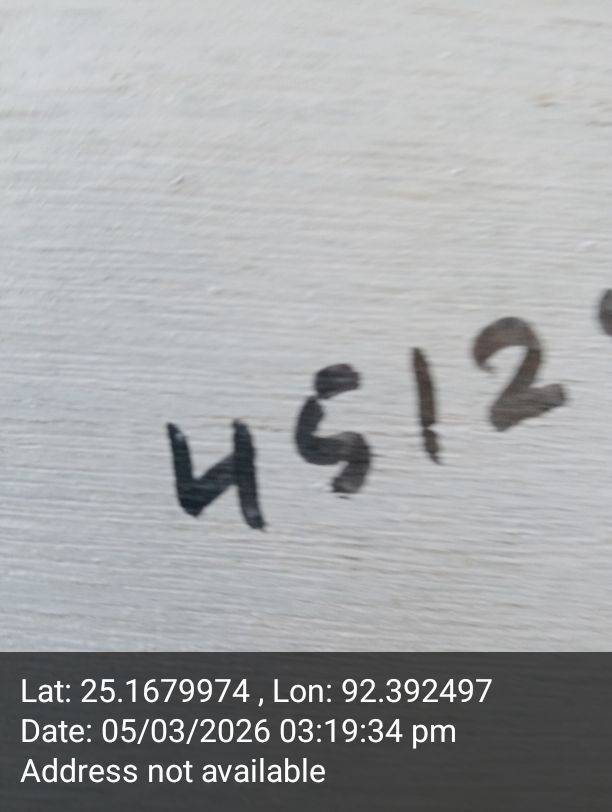 4512
Lat: 25.1679974 , Lon: 92.392497
Date: 05/03/2026 03:19:34 pm
Address not available